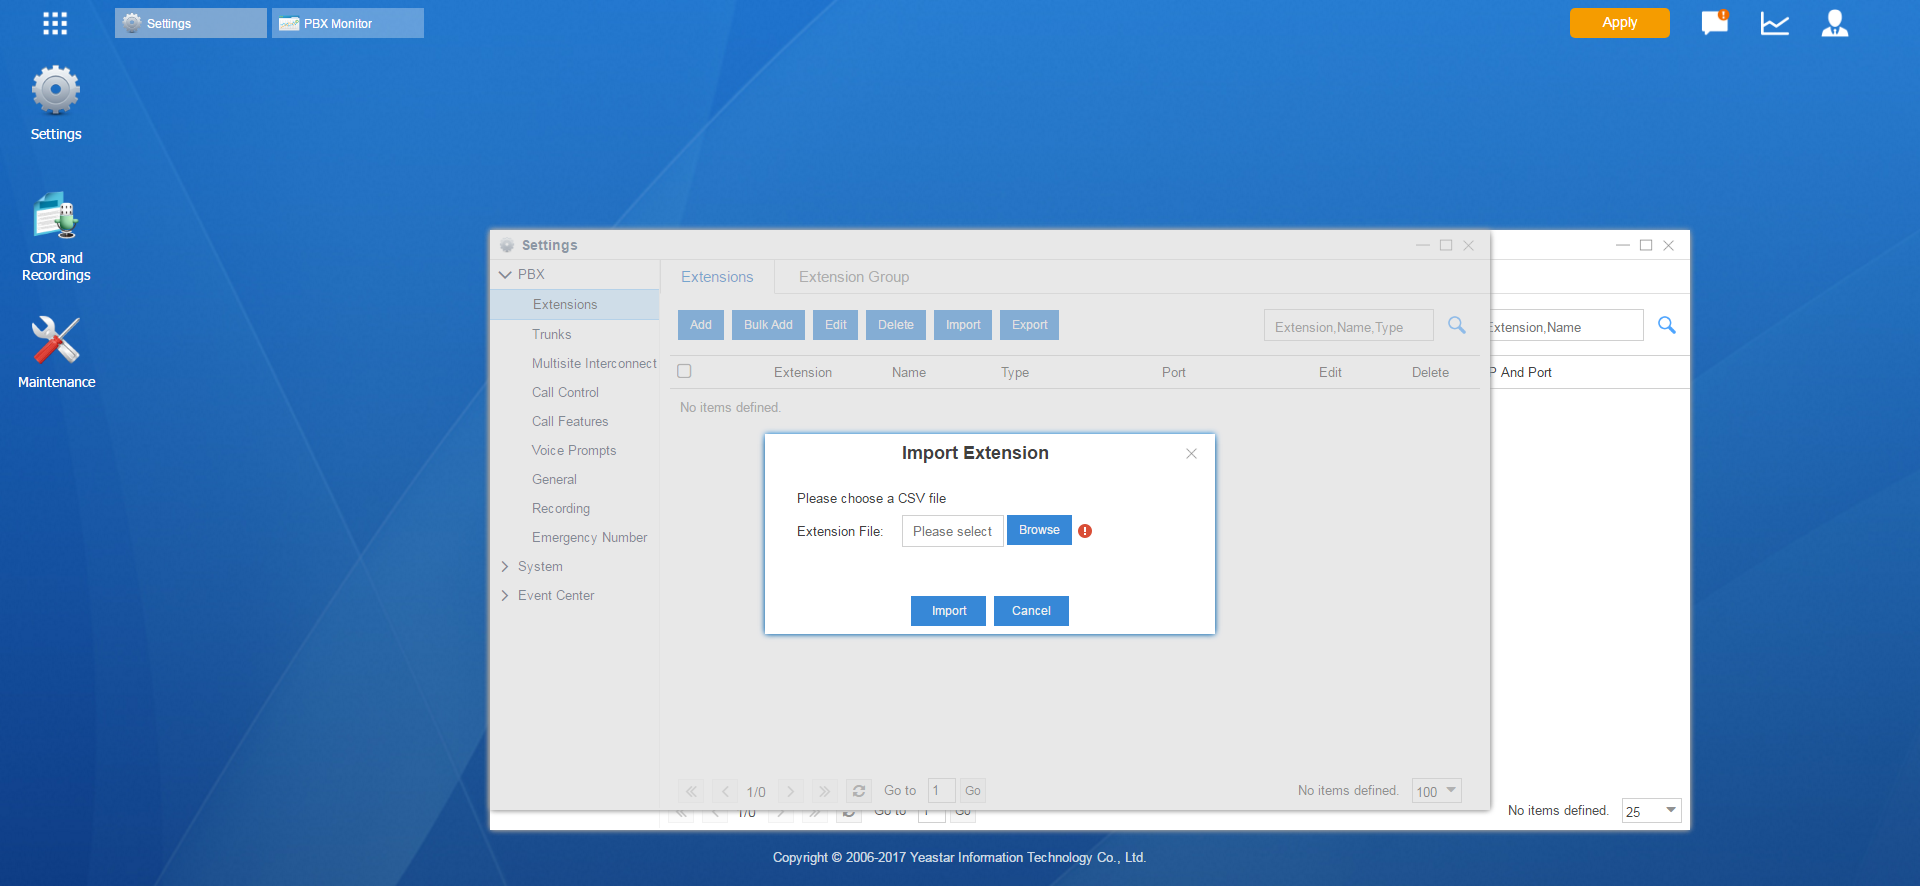 Settings
PBX Monitor
Apply
Settings
CDR and
Recordings
Maintenance
Settings
PBX
Extensions
Trunks
Multisite Interconnect
Call Control
Call Features
Voice Prompts
General
Recording
Emergency Number
System
Event Center
Extensions
Extension Group
Add
Bulk Add
Edit
Delete
Import
Export
Extension,Name,Type
Extension,Name
Extension
Name
Type
Port
Edit
Delete
P And Port
No items defined.
Import Extension
Please choose a CSV file
Extension File:
Please select
Browse
Import
Cancel
1/0
Go to
1
Go
No items defined.
100
1/0
Go to
1
Go
No items defined.
25
Copyright © 2006-2017 Yeastar Information Technology Co., Ltd.